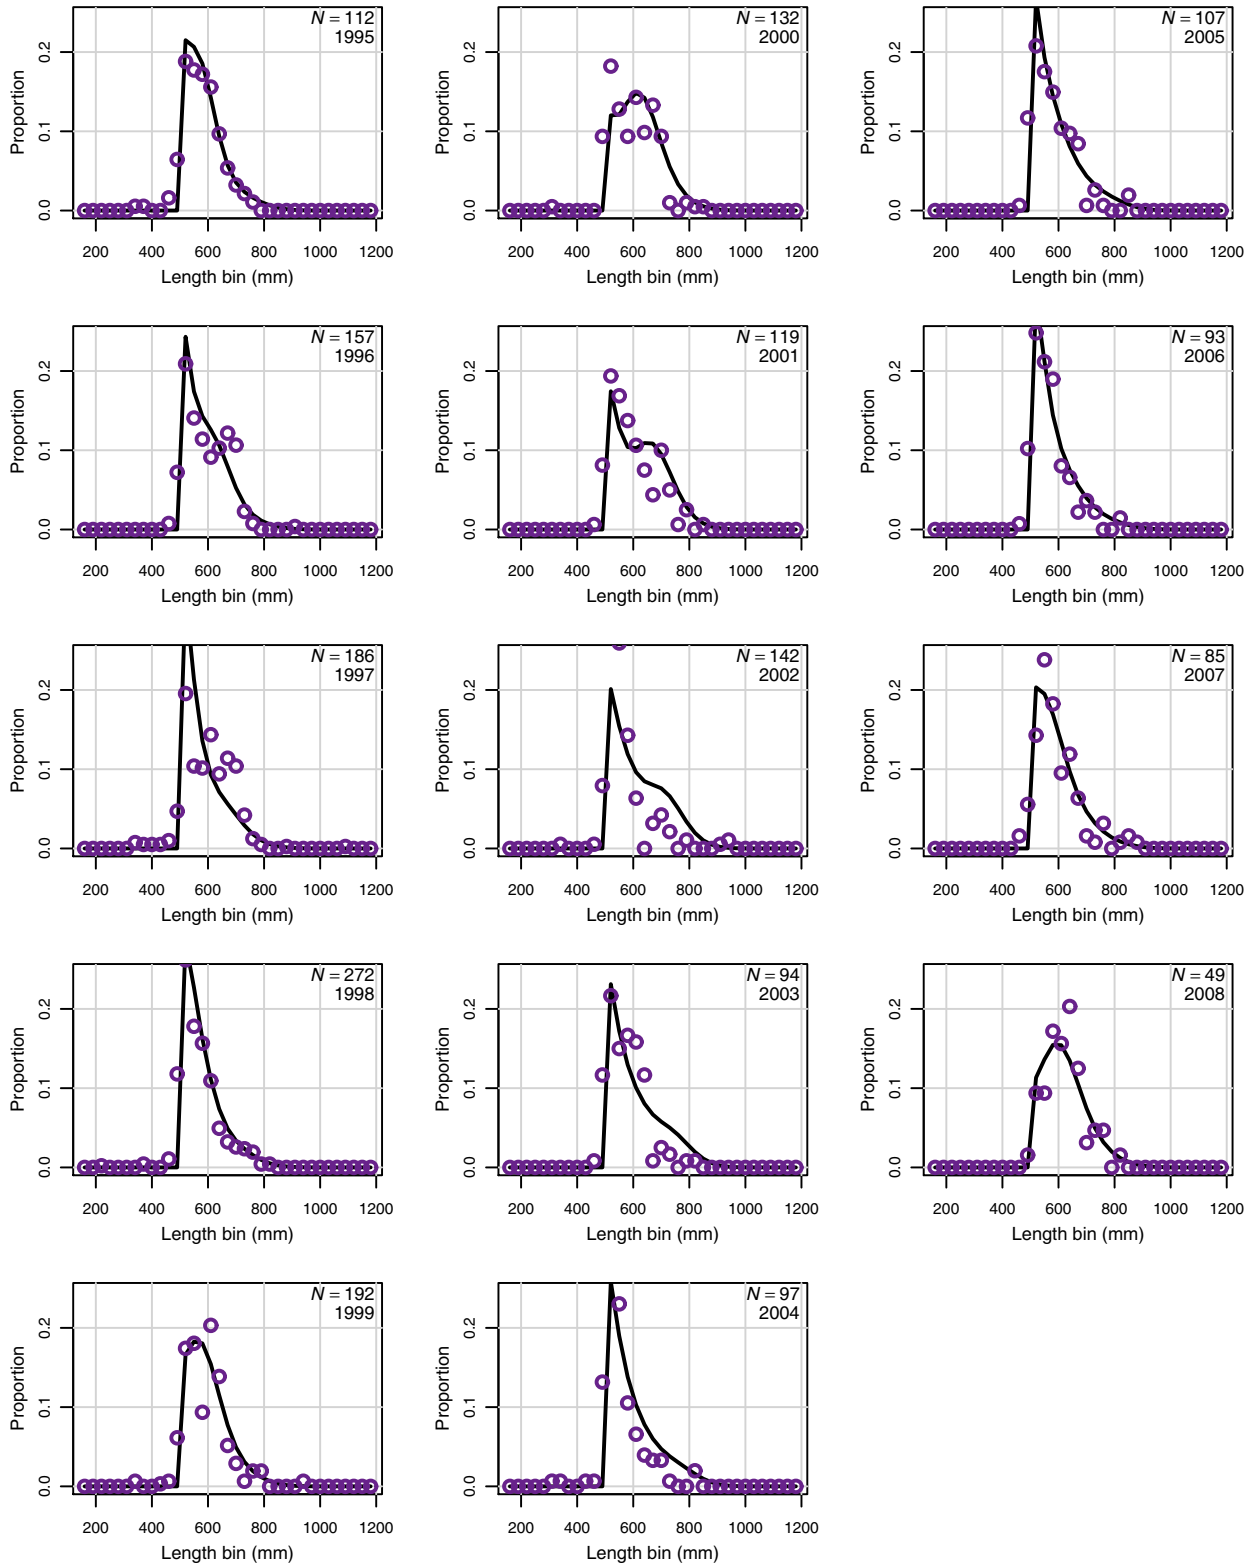 N = 112
1995
Proportion
0.2
0.1
0.0
200 400 600 800 1000 1200
Length bin (mm)
N = 132
2000
Proportion
0.2
0.1
0.0
200 400 600 800 1000 1200
Length bin (mm)
N = 107
2005
Proportion
0.2
0.1
0.0
200 400 600 800 1000 1200
Length bin (mm)
N = 157
1996
Proportion
0.2
0.1
0.0
200 400 600 800 1000 1200
Length bin (mm)
N = 119
2001
Proportion
0.2
0.1
0.0
200 400 600 800 1000 1200
Length bin (mm)
N = 93
2006
Proportion
0.2
0.1
0.0
200 400 600 800 1000 1200
Length bin (mm)
N = 186
1997
Proportion
0.2
0.1
0.0
200 400 600 800 1000 1200
Length bin (mm)
N = 142
2002
Proportion
0.2
0.1
0.0
200 400 600 800 1000 1200
Length bin (mm)
N = 85
2007
Proportion
0.2
0.1
0.0
200 400 600 800 1000 1200
Length bin (mm)
N = 272
1998
Proportion
0.2
0.1
0.0
200 400 600 800 1000 1200
Length bin (mm)
N = 94
2003
Proportion
0.2
0.1
0.0
200 400 600 800 1000 1200
Length bin (mm)
N = 49
2008
Proportion
0.2
0.1
0.0
200 400 600 800 1000 1200
Length bin (mm)
N = 192
1999
Proportion
0.2
0.1
0.0
200 400 600 800 1000 1200
Length bin (mm)
N = 97
2004
Proportion
0.2
0.1
0.0
200 400 600 800 1000 1200
Length bin (mm)